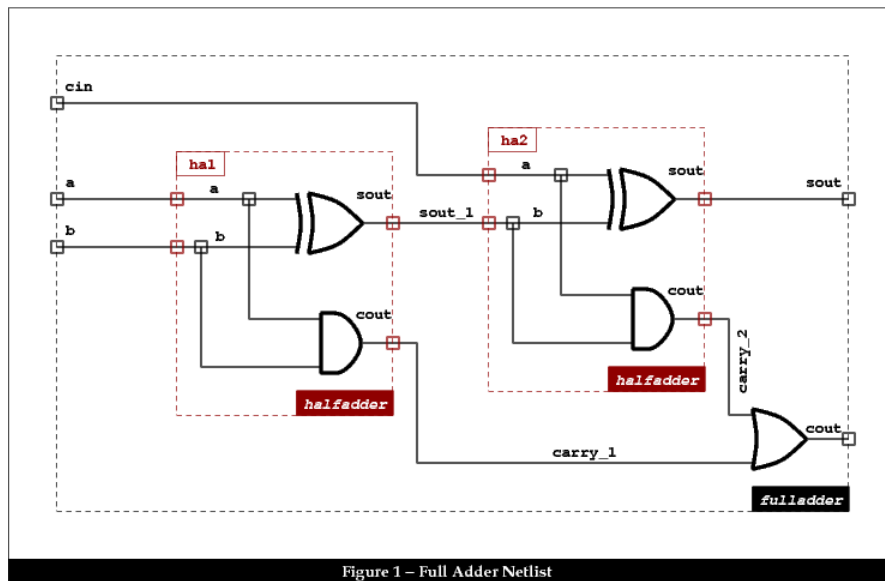 cin
ha1
ha2
a
a
sout
a
sout
sout
b
b
sout_1
b
cout
cout
carry_2
halfadder
halfadder
carry_1
cout
fulladder
Figure 1 – Full Adder Netlist